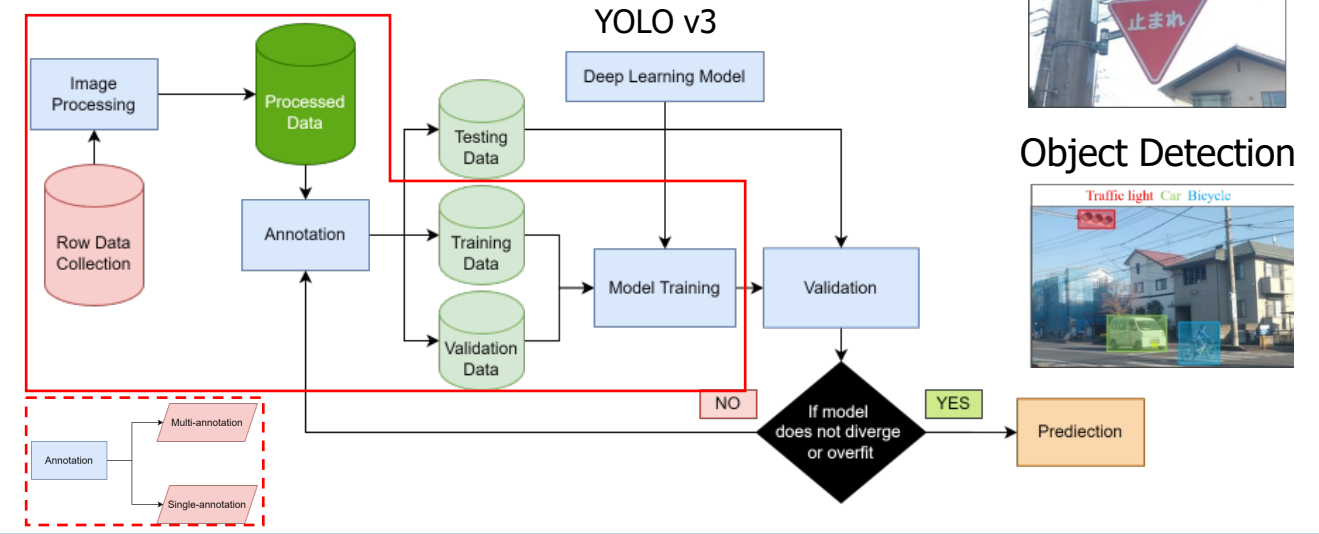 YOLO v3
止まれ
Image
Processing
Processed
Data
Deep Learning Model
Testing
Data
Object Detection
Traffic light Car Bicycle
Row Data
Collection
Annotation
Training
Data
Model Training
Validation
Validation
Data
NO
If model
does not diverge
or overfit
YES
Prediection
Annotation
Multi-annotation
Single-annotation